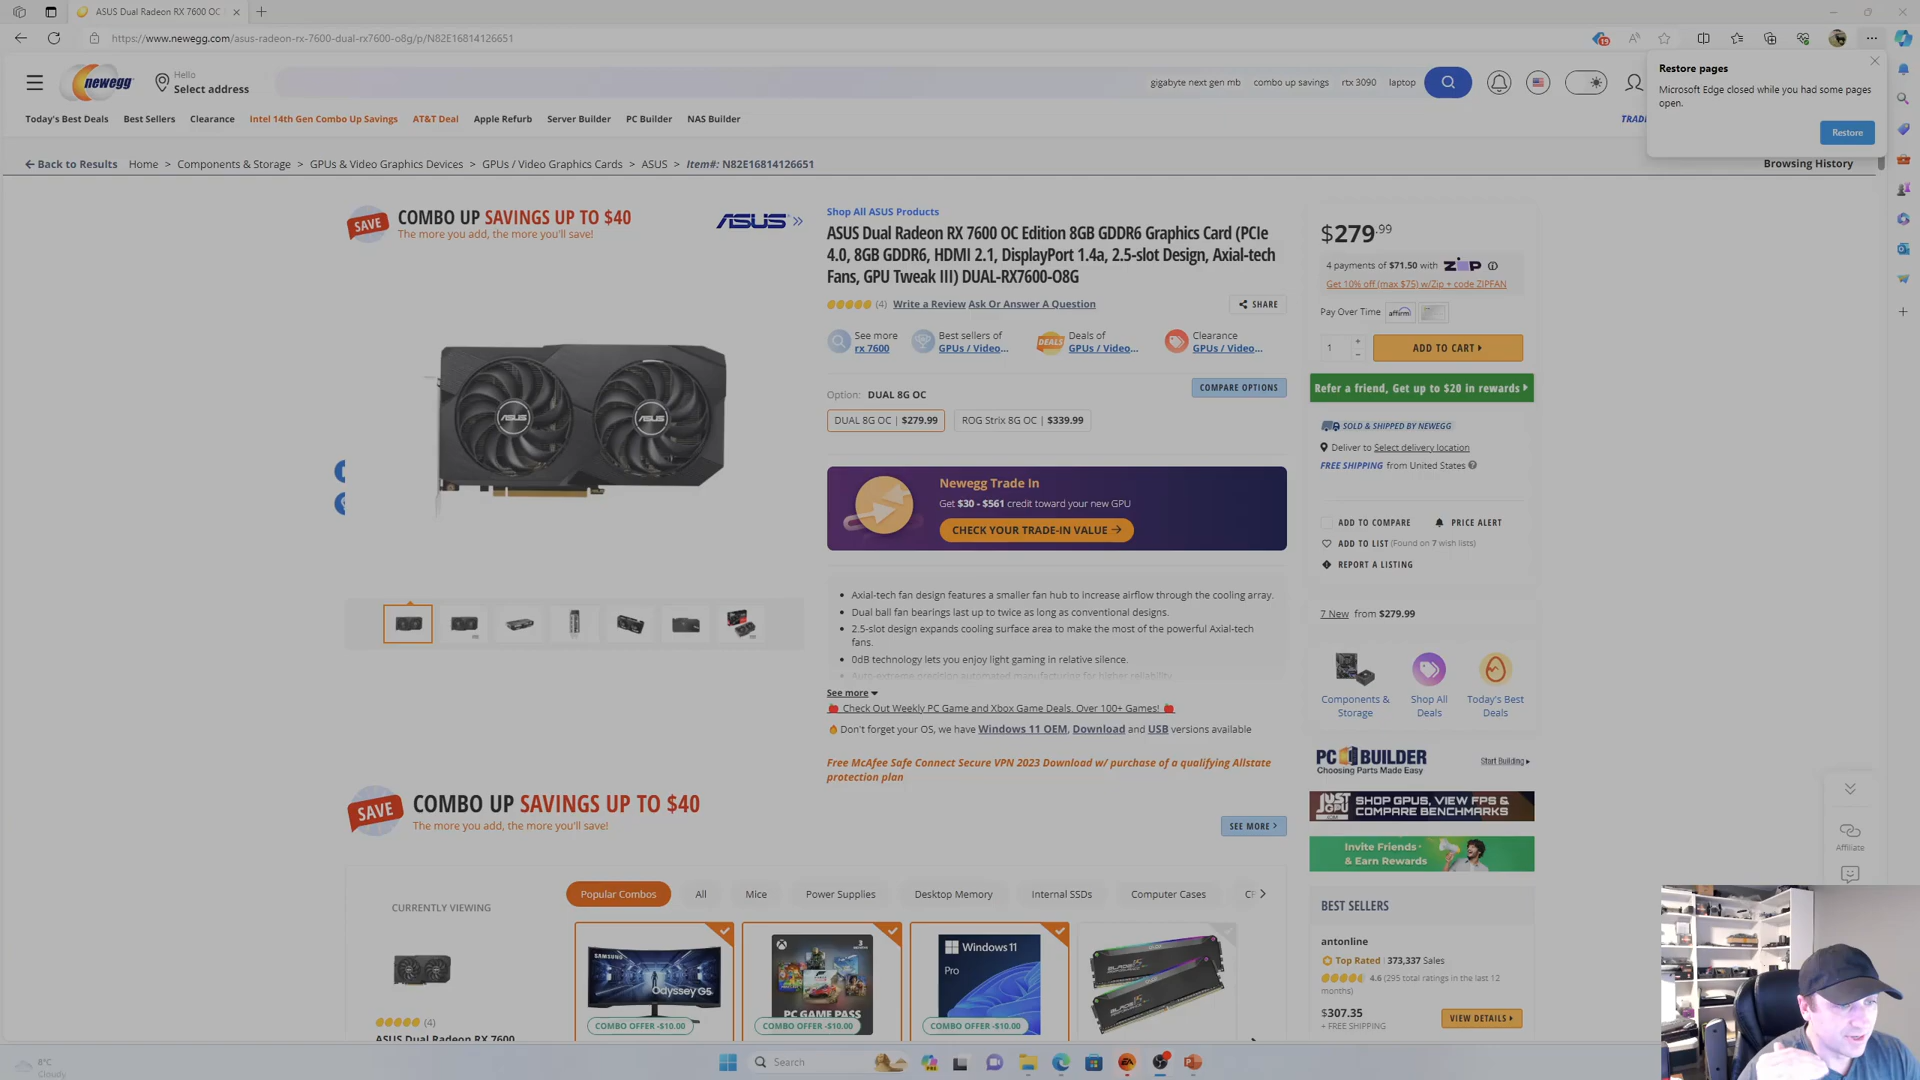 ASUS Dual Radeon RX 7600 OC
https://www.newegg.com/asus-radeon-rx-7600-dual-rx7600-o8g/p/N82E16814126651
19
newegg
Hello
Select address
gigabyte next gen mb
combo up savings
rtx 3090
laptop
Restore pages
Microsoft Edge closed while you had some pages
open.
Restore
Today's Best Deals
Best Sellers
Clearance
Intel 14th Gen Combo Up Savings
AT&T Deal
Apple Refurb
Server Builder
PC Builder
NAS Builder
Back to Results
Home > Components & Storage > GPUs & Video Graphics Devices > GPUs / Video Graphics Cards > ASUS > Item#: N82E16814126651
Browsing History
SAVE
COMBO UP SAVINGS UP TO $40
The more you add, the more you'll save!
ASUS
ASUS
ASUS
Shop All ASUS Products
ASUS Dual Radeon RX 7600 OC Edition 8GB GDDR6 Graphics Card (PCIe
4.0, 8GB GDDR6, HDMI 2.1, DisplayPort 1.4a, 2.5-slot Design, Axial-tech
Fans, GPU Tweak III) DUAL-RX7600-O8G
(4) Write a Review Ask Or Answer A Question
SHARE
See more
rx 7600
Best sellers of
GPUs / Video...
DEALS
Deals of
GPUs / Video...
Clearance
GPUs / Video...
Option: DUAL 8G OC
COMPARE OPTIONS
DUAL 8G OC | $279.99
ROG Strix 8G OC | $339.99
Newegg Trade In
Get $30 - $561 credit toward your new GPU
CHECK YOUR TRADE-IN VALUE
Axial-tech fan design features a smaller fan hub to increase airflow through the cooling array.
Dual ball fan bearings last up to twice as long as conventional designs.
2.5-slot design expands cooling surface area to make the most of the powerful Axial-tech
fans.
0dB technology lets you enjoy light gaming in relative silence.
Auto-extreme precision automated manufacturing for higher reliability
See more
Check Out Weekly PC Game and Xbox Game Deals. Over 100+ Games!
Don't forget your OS, we have Windows 11 OEM, Download and USB versions available
Free McAfee Safe Connect Secure VPN 2023 Download w/ purchase of a qualifying Allstate
protection plan
SAVE
COMBO UP SAVINGS UP TO $40
The more you add, the more you'll save!
SEE MORE
CURRENTLY VIEWING
(4)
ASUS Dual Radeon RX 7600
Popular Combos
All
Mice
Power Supplies
Desktop Memory
Internal SSDs
Computer Cases
SAMSUNG
Odyssey G5
COMBO OFFER -$10.00
PC GAME PASS
COMBO OFFER -$10.00
Windows 11
Pro
COMBO OFFER -$10.00
$279.99
4 payments of $71.50 with ZIP
Get 10% off (max $75) w/Zip + code ZIPFAN
Pay Over Time
affirm
1
ADD TO CART
Refer a friend, Get up to $20 in rewards
SOLD & SHIPPED BY NEWEGG
Deliver to Select delivery location
FREE SHIPPING from United States
ADD TO COMPARE
PRICE ALERT
ADD TO LIST (Found on 7 wish lists)
REPORT A LISTING
7 New from $279.99
Components &
Storage
Shop All
Deals
Today's Best
Deals
PC BUILDER
Choosing Parts Made Easy
Start Building
JUST GPU
SHOP GPUS, VIEW FPS &
COMPARE BENCHMARKS
Invite Friends
& Earn Rewards
Affiliate
BEST SELLERS
antonline
Top Rated | 373,337 Sales
4.6 (295 total ratings in the last 12
months)
$307.35
+ FREE SHIPPING
VIEW DETAILS
8°C
Cloudy
Search